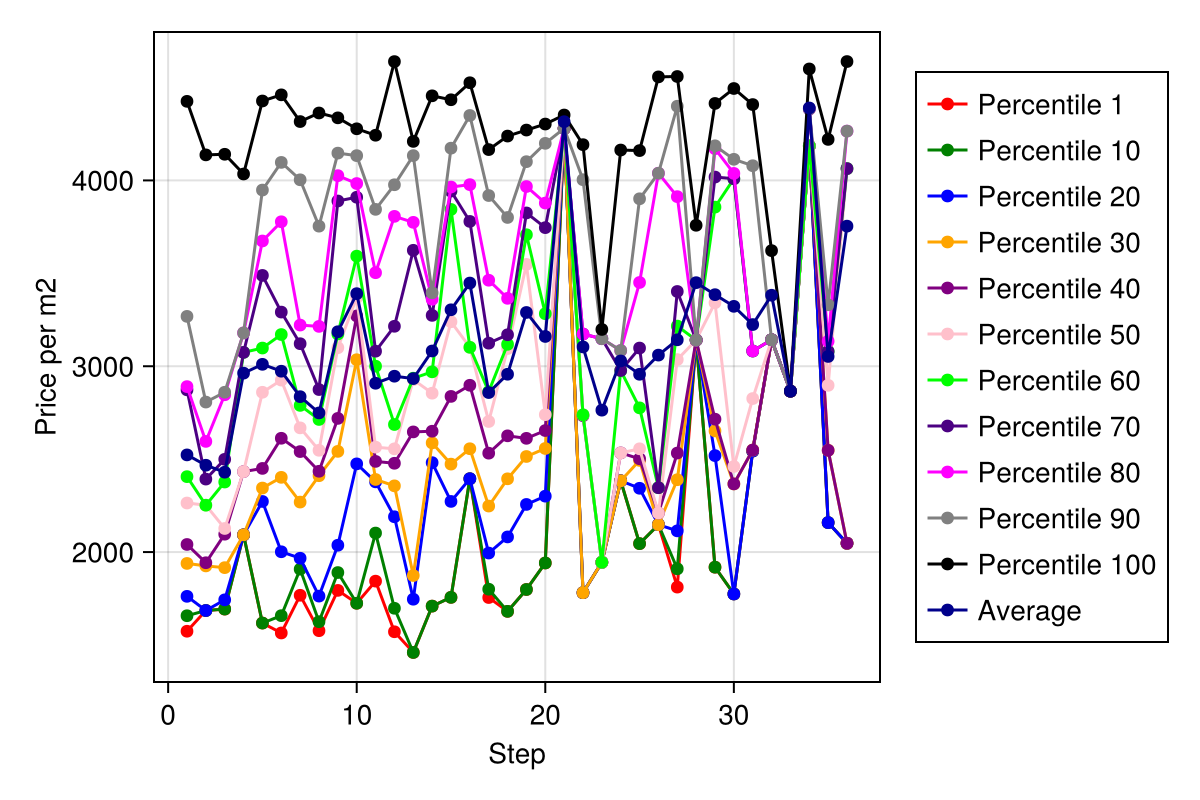 Price per m2
4000
3000
2000
0
10
20
30
Step
Percentile 1
Percentile 10
Percentile 20
Percentile 30
Percentile 40
Percentile 50
Percentile 60
Percentile 70
Percentile 80
Percentile 90
Percentile 100
Average